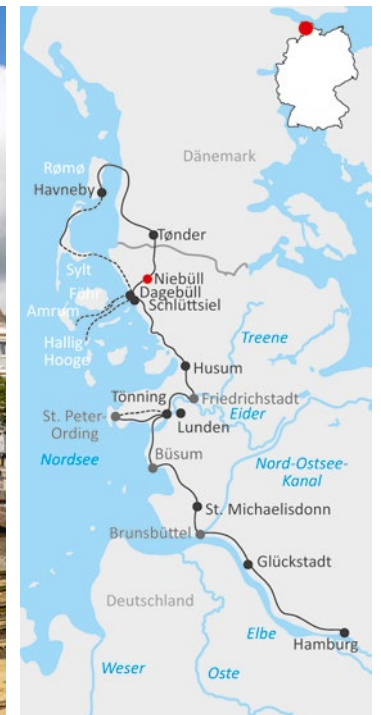 Rømø
Havneby
Dänemark
Tønder
Sylt
Niebüll
Föhr
Dagebüll
Amrum
Schlüttsiel
Hallig
Hooge
Treene
Husum
Tönning
Friedrichstadt
St. Peter-
Ording
Lunden
Eider
Nordsee
Büsum
Nord-Ostsee-
Kanal
St. Michaelisdonn
Brunsbüttel
Glückstadt
Deutschland
Elbe
Hamburg
Weser
Oste